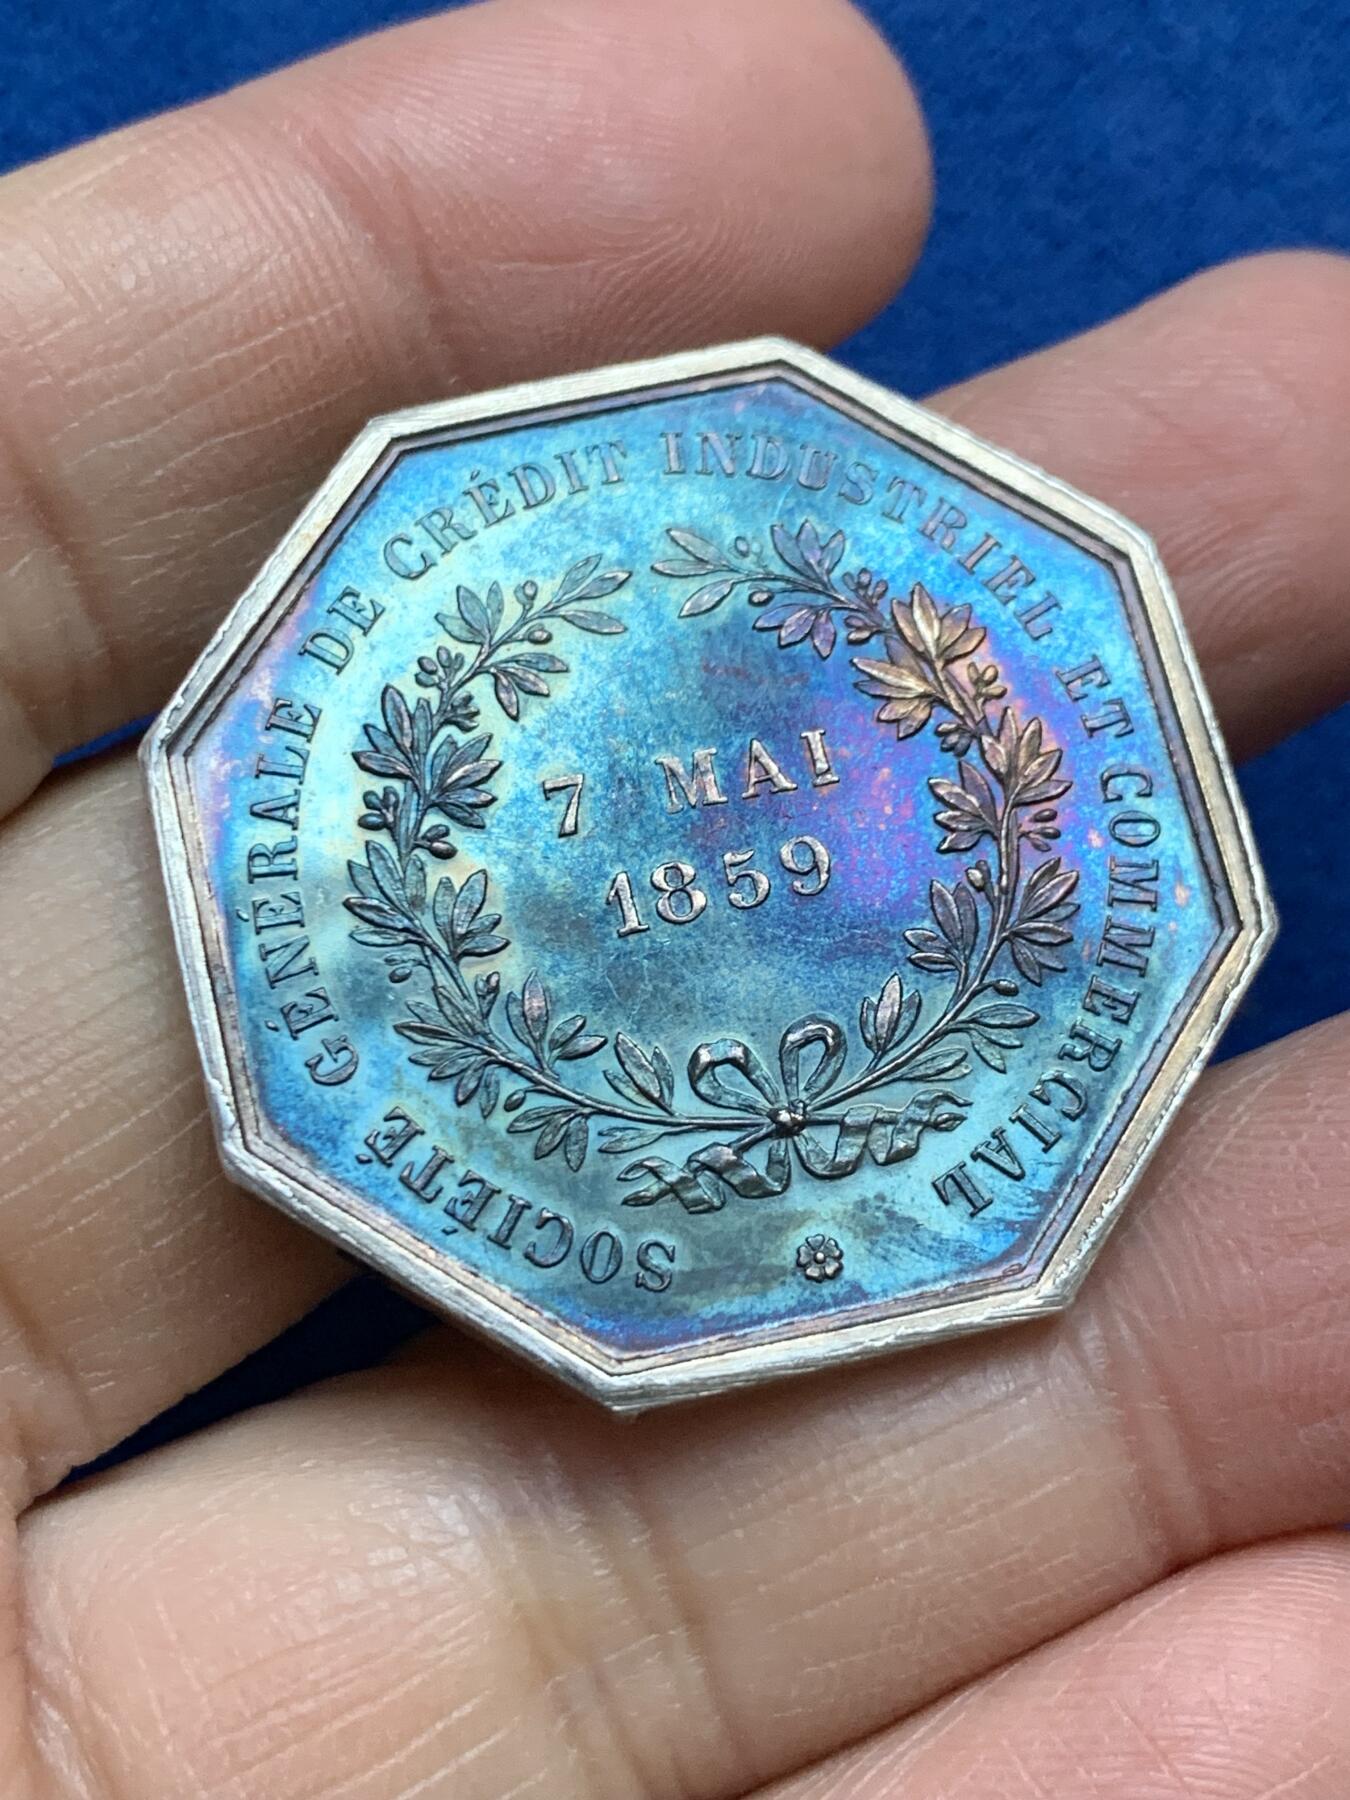 SOCIÉTÉ GÉNÉRALE DE CRÉDIT INDUSTRIEL ET COMMERCIAL
7 MAI
1859